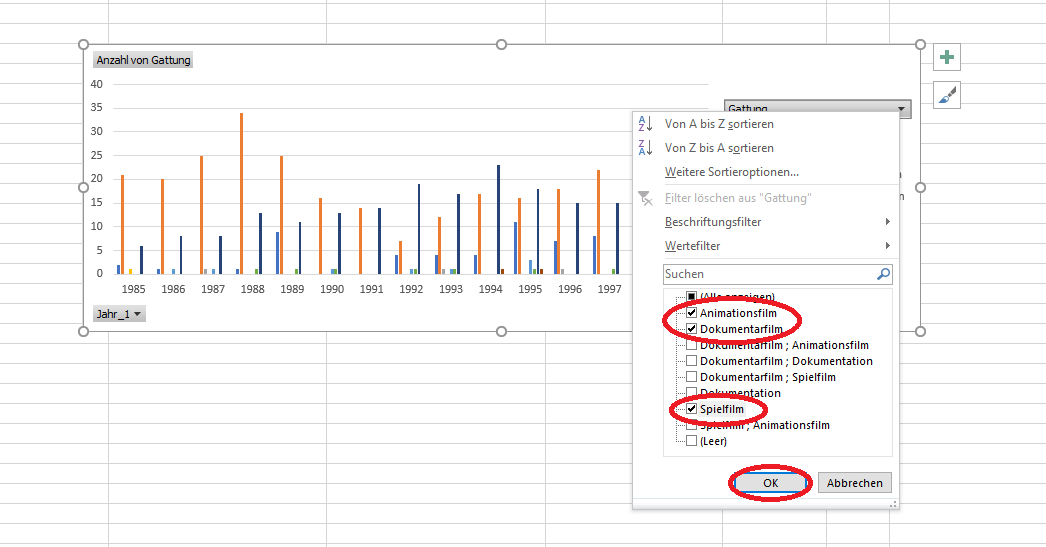 Anzahl von Gattung
40
35
30
25
20
15
10
5
0
1985 1986 1987 1988 1989 1990 1991 1992 1993 1994 1995 1996 1997
Jahr_1
Gattung
Von A bis Z sortieren
Von Z bis A sortieren
Weitere Sortieroptionen...
Filter löschen aus "Gattung"
Beschriftungsfilter
Wertefilter
Suchen
(Alle anzeigen)
Animationsfilm
Dokumentarfilm
Dokumentarfilm ; Animationsfilm
Dokumentarfilm ; Dokumentation
Dokumentarfilm ; Spielfilm
Dokumentation
Spielfilm
Spielfilm ; Animationsfilm
(Leer)
OK Abbrechen